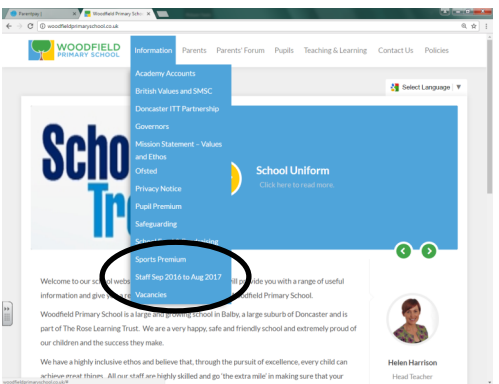 Parentpay |
Woodfield Primary Sch
woodfieldprimaryschool.co.uk
WOODFIELD
PRIMARY SCHOOL
Information Parents Parents' Forum Pupils Teaching & Learning Contact Us Policies
Academy Accounts
British Values and SMSC
Doncaster ITT Partnership
Governors
Mission Statement – Values
and Ethos
Ofsted
Privacy Notice
Pupil Premium
Safeguarding
Sports Premium
Staff Sep 2016 to Aug 2017
Vacancies
Select Language ▼
Scho
Tr
School Uniform
Click here to read more.
Welcome to our school webs will provide you with a range of useful
information and give you a re oodfield Primary School.
Woodfield Primary School is a large and growing school in Balby, a large suburb of Doncaster and is
part of The Rose Learning Trust. We are a very happy, safe and friendly school and extremely proud of
our children and the success they make.
We have a highly inclusive ethos and believe that, through the pursuit of excellence, every child can
achieve great things. All our staff are highly skilled and go 'the extra mile' in making sure that your
Helen Harrison
Head Teacher
woodfieldprimaryschool.co.uk/#